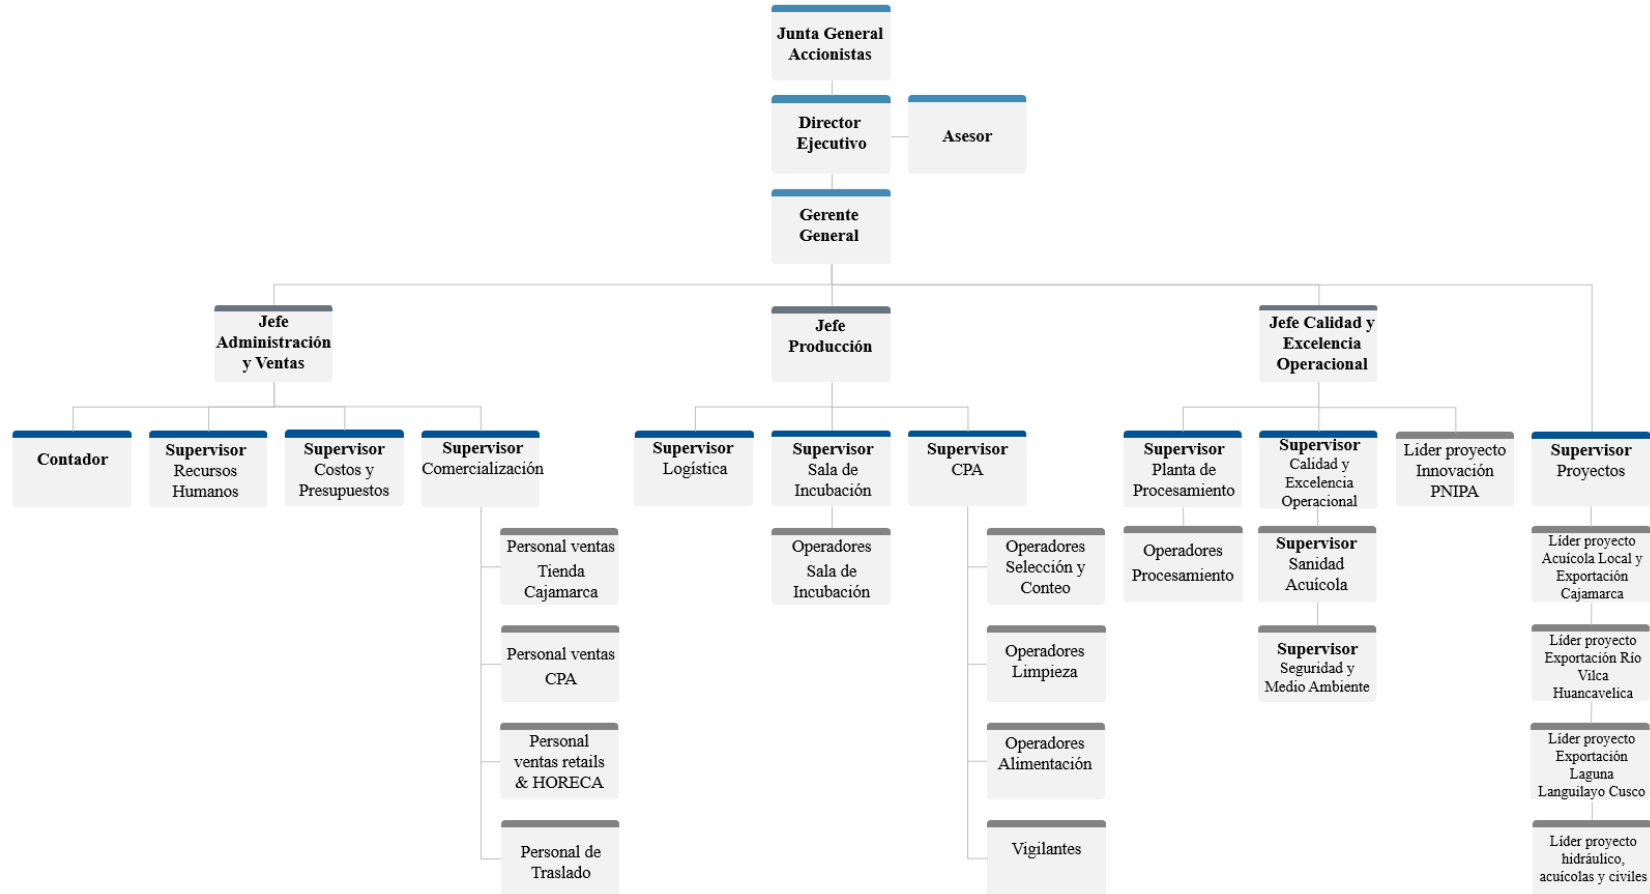 Junta General
Accionistas
Director
Ejecutivo
Asesor
Gerente
General
Jefe
Administración
y Ventas
Jefe
Producción
Jefe Calidad y
Excelencia
Operacional
Contador
Supervisor
Recursos
Humanos
Supervisor
Costos y
Presupuestos
Supervisor
Comercialización
Supervisor
Logística
Supervisor
Sala de
Incubación
Supervisor
CPA
Supervisor
Planta de
Procesamiento
Supervisor
Calidad y
Excelencia
Operacional
Líder proyecto
Innovación
PNIPA
Supervisor
Proyectos
Personal ventas
Tienda
Cajamarca
Operadores
Sala de
Incubación
Operadores
Selección y
Conteo
Operadores
Procesamiento
Supervisor
Sanidad
Acuícola
Líder proyecto
Acuícola Local y
Exportación
Cajamarca
Personal ventas
CPA
Operadores
Limpieza
Supervisor
Seguridad y
Medio Ambiente
Líder proyecto
Exportación Río
Vilca
Huancavelica
Personal
ventas retails
& HORECA
Operadores
Alimentación
Líder proyecto
Exportación
Laguna
Languilayo Cusco
Personal de
Traslado
Vigilantes
Líder proyecto
hidráulico,
acuícolas y civiles